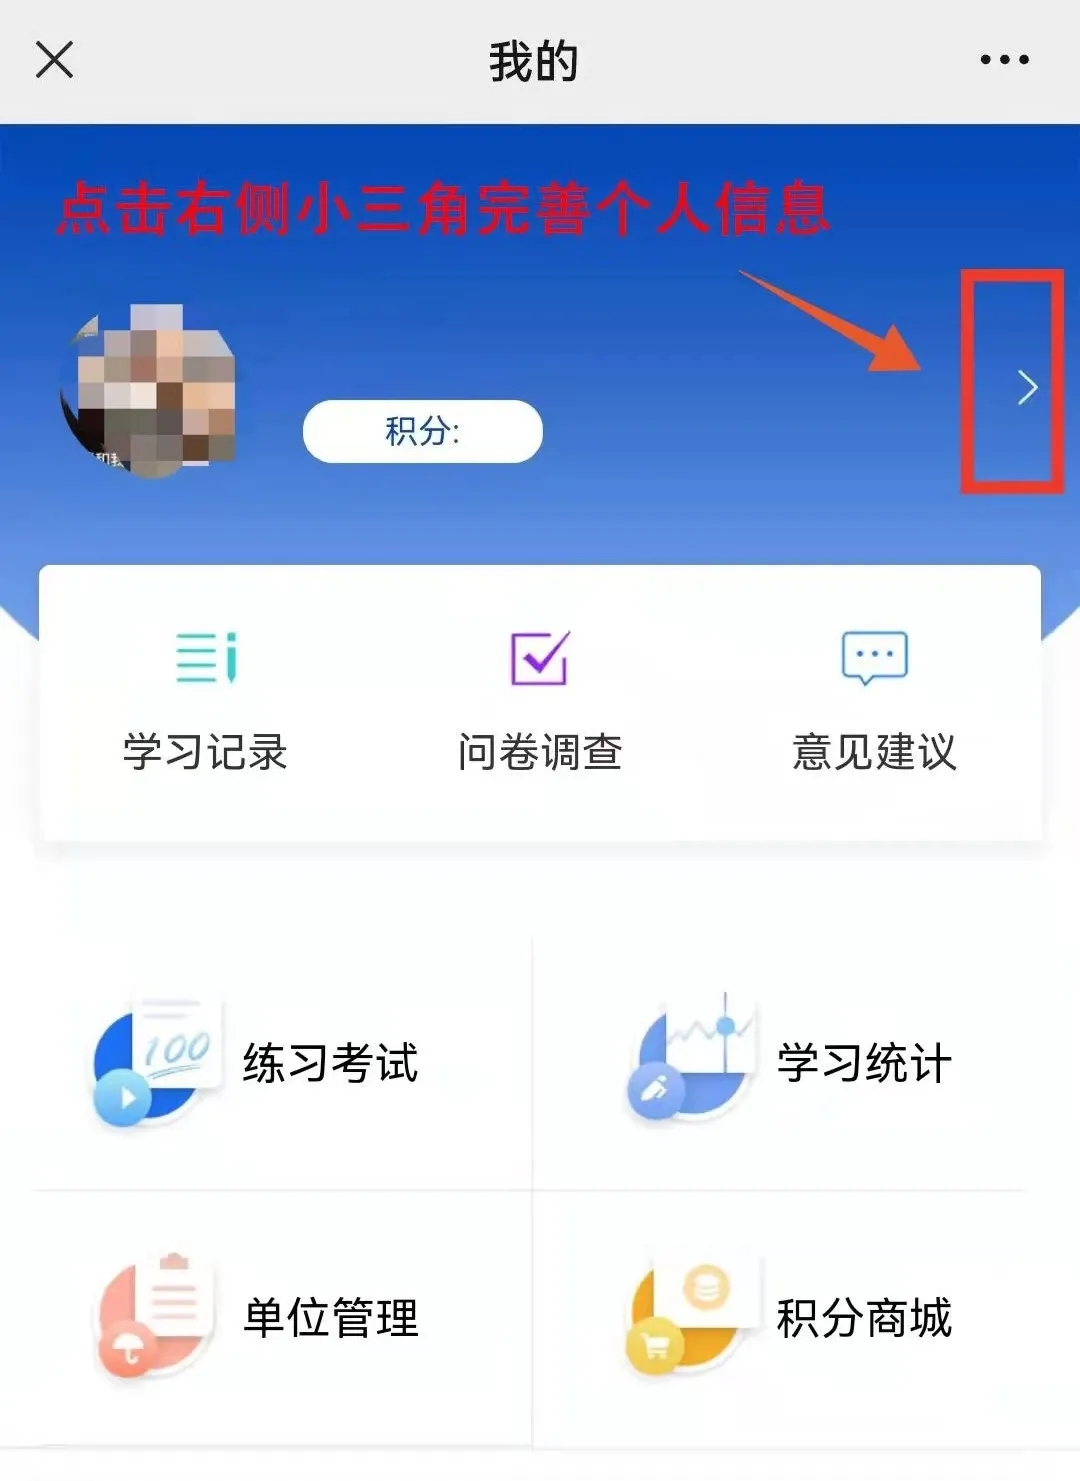 我的
点击右侧小三角完善个人信息
积分:
学习记录
问卷调查
意见建议
100
练习考试
学习统计
单位管理
积分商城